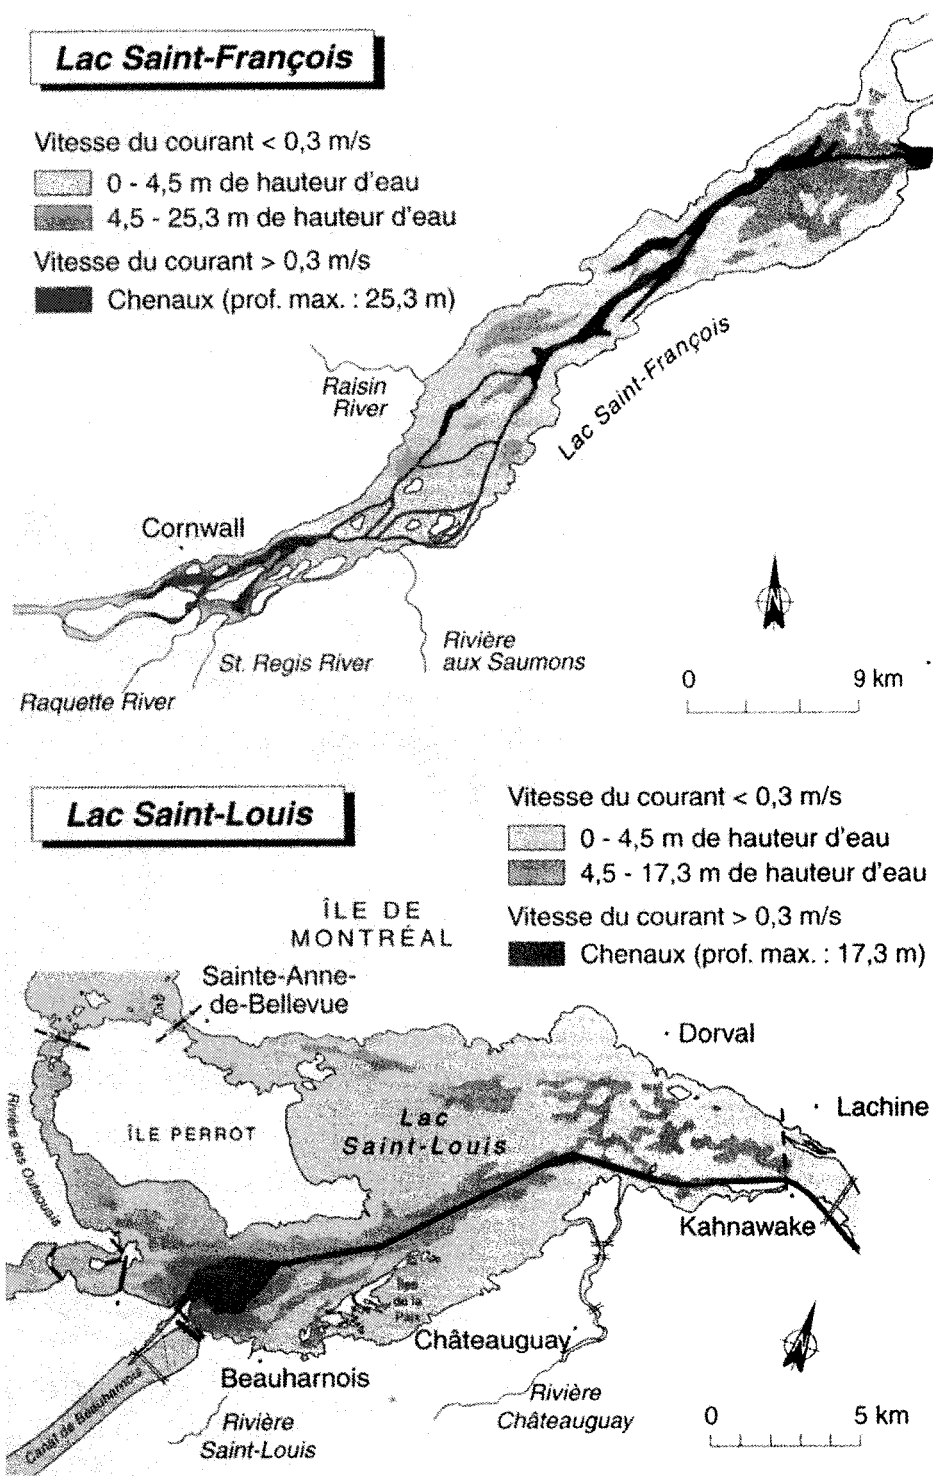 Lac Saint-François
Vitesse du courant < 0,3 m/s
0 - 4,5 m de hauteur d'eau
4,5 - 25,3 m de hauteur d'eau
Vitesse du courant > 0,3 m/s
Chenaux (prof. max. : 25,3 m)
Raisin
River
Lac Saint-François
Cornwall
St. Regis River
Rivière
aux Saumons
Raquette River
N
0 9 km
Lac Saint-Louis
Vitesse du courant < 0,3 m/s
0 - 4,5 m de hauteur d'eau
4,5 - 17,3 m de hauteur d'eau
Vitesse du courant > 0,3 m/s
Chenaux (prof. max. : 17,3 m)
ÎLE DE
MONTRÉAL
Sainte-Anne-
de-Bellevue
Dorval
Lachine
Rivière des Outaouais
ÎLE PERROT
Lac
Saint-Louis
Kahnawake
Îles
de la
Paix
Châteauguay
Beauharnois
Canal de Beauharnois
Rivière
Saint-Louis
Rivière
Châteauguay
N
0 5 km